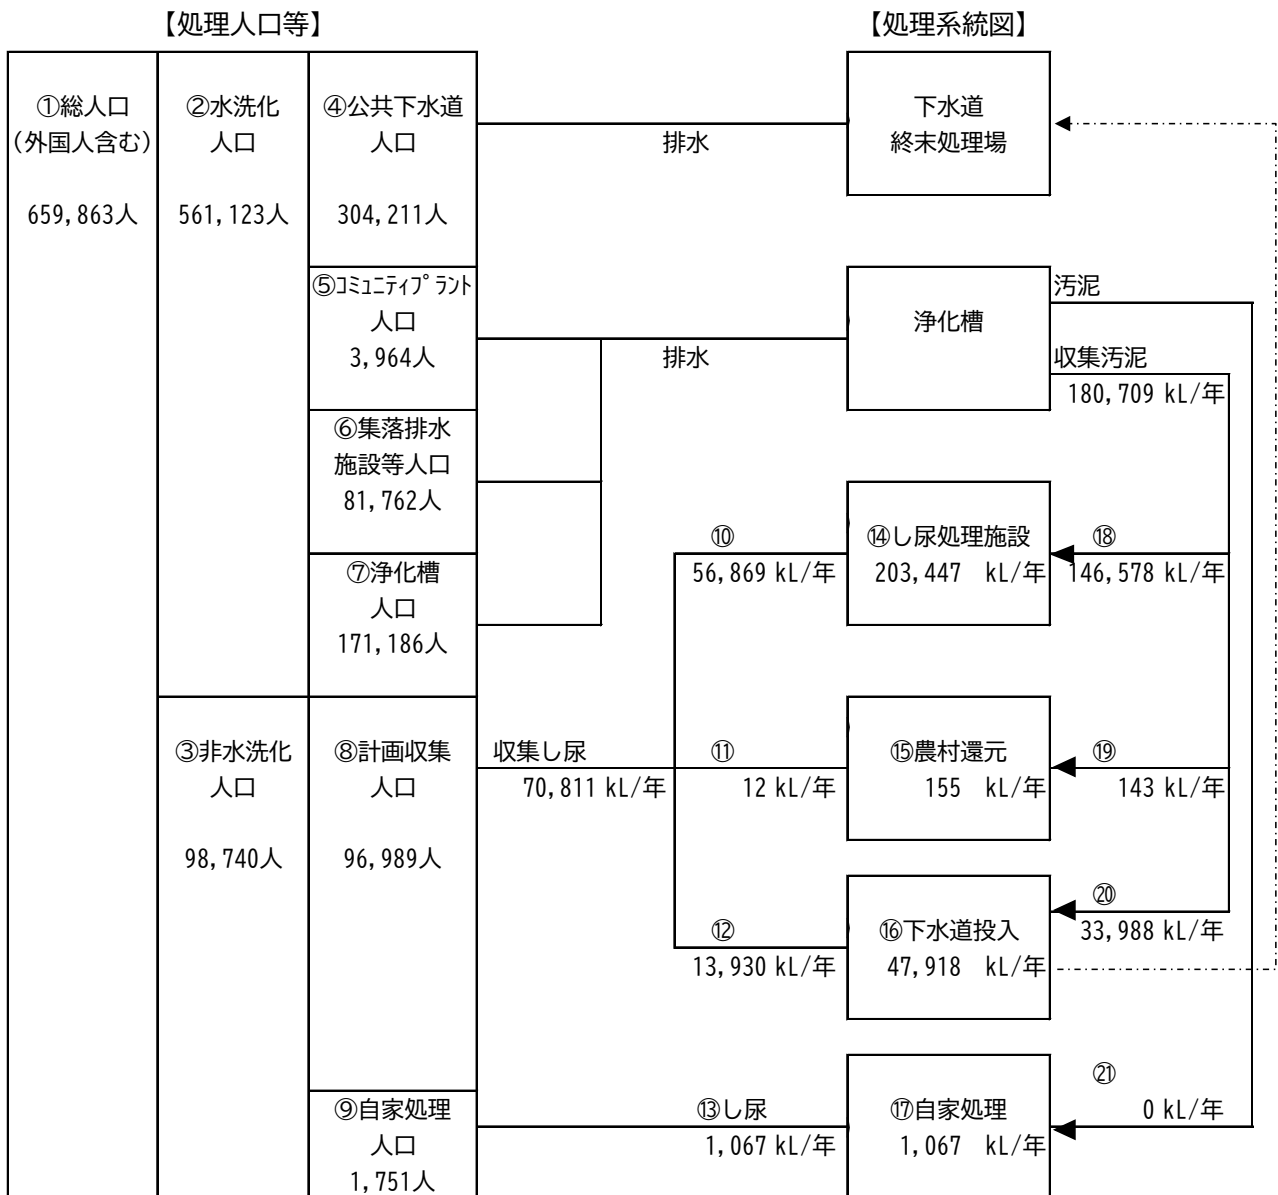 【処理人口等】
【処理系統図】
①総人口
(外国人含む)
659,863人
②水洗化
人口
561,123人
④公共下水道
人口
304,211人
排水
下水道
終末処理場
⑤コミュニティプラント
人口
3,964人
排水
浄化槽
汚泥
収集汚泥
180,709 kL/年
⑥集落排水
施設等人口
81,762人
⑦浄化槽
人口
171,186人
⑩
56,869 kL/年
⑭し尿処理施設
203,447 kL/年
⑱
146,578 kL/年
③非水洗化
人口
98,740人
⑧計画収集
人口
96,989人
収集し尿
70,811 kL/年
⑪
12 kL/年
⑮農村還元
155 kL/年
⑲
143 kL/年
⑫
13,930 kL/年
⑯下水道投入
47,918 kL/年
⑳
33,988 kL/年
⑨自家処理
人口
1,751人
⑬し尿
1,067 kL/年
⑰自家処理
1,067 kL/年
㉑
0 kL/年